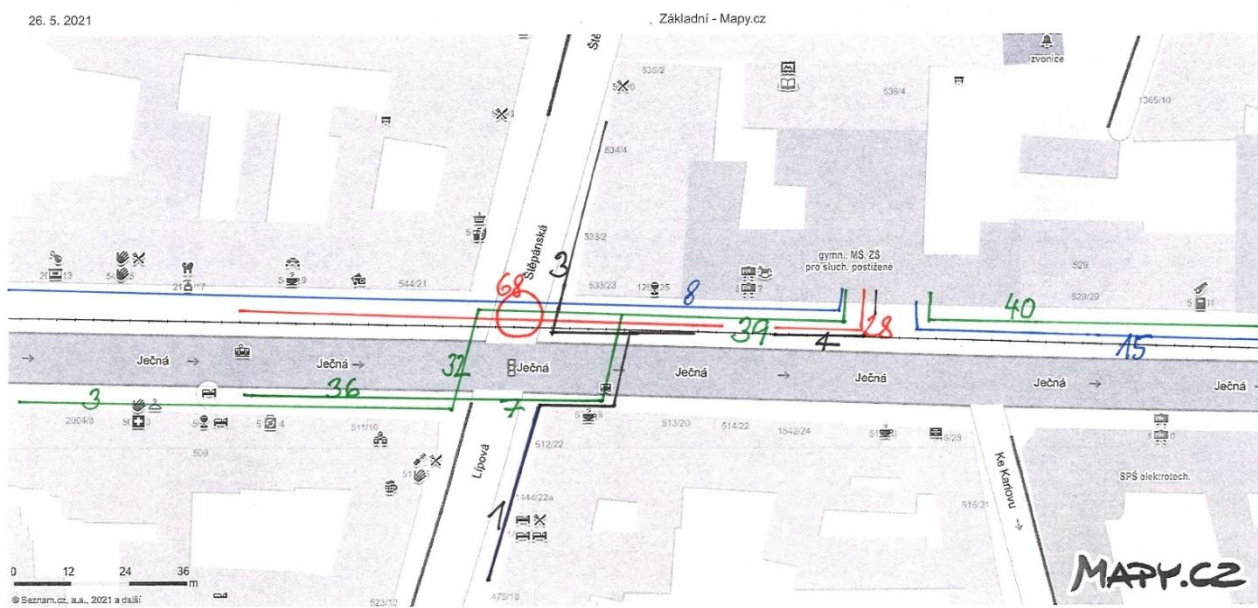 26. 5. 2021
Základní - Mapy.cz
zvonice
535/2
536/4
1365/10
534/4
Štěpánská
3
533/2
gymn., MŠ, ZŠ
pro sluch. postižené
529
544/21
533/23
529/29
68
8
40
39
28
4
15
Ječná →
Ječná →
Ječná
Ječná
Ječná
Ječná →
Ječná
32
36
3
7
2004/8
511/16
509
512/22
513/20
514/22
1542/24
Lípová
Ke Karlovu →
516/21
SPŠ elektrotech.
1444/22a
1
0 12 24 36 m
MAPY.CZ
© Seznam.cz, a.s., 2021 a další
523/13
478/18